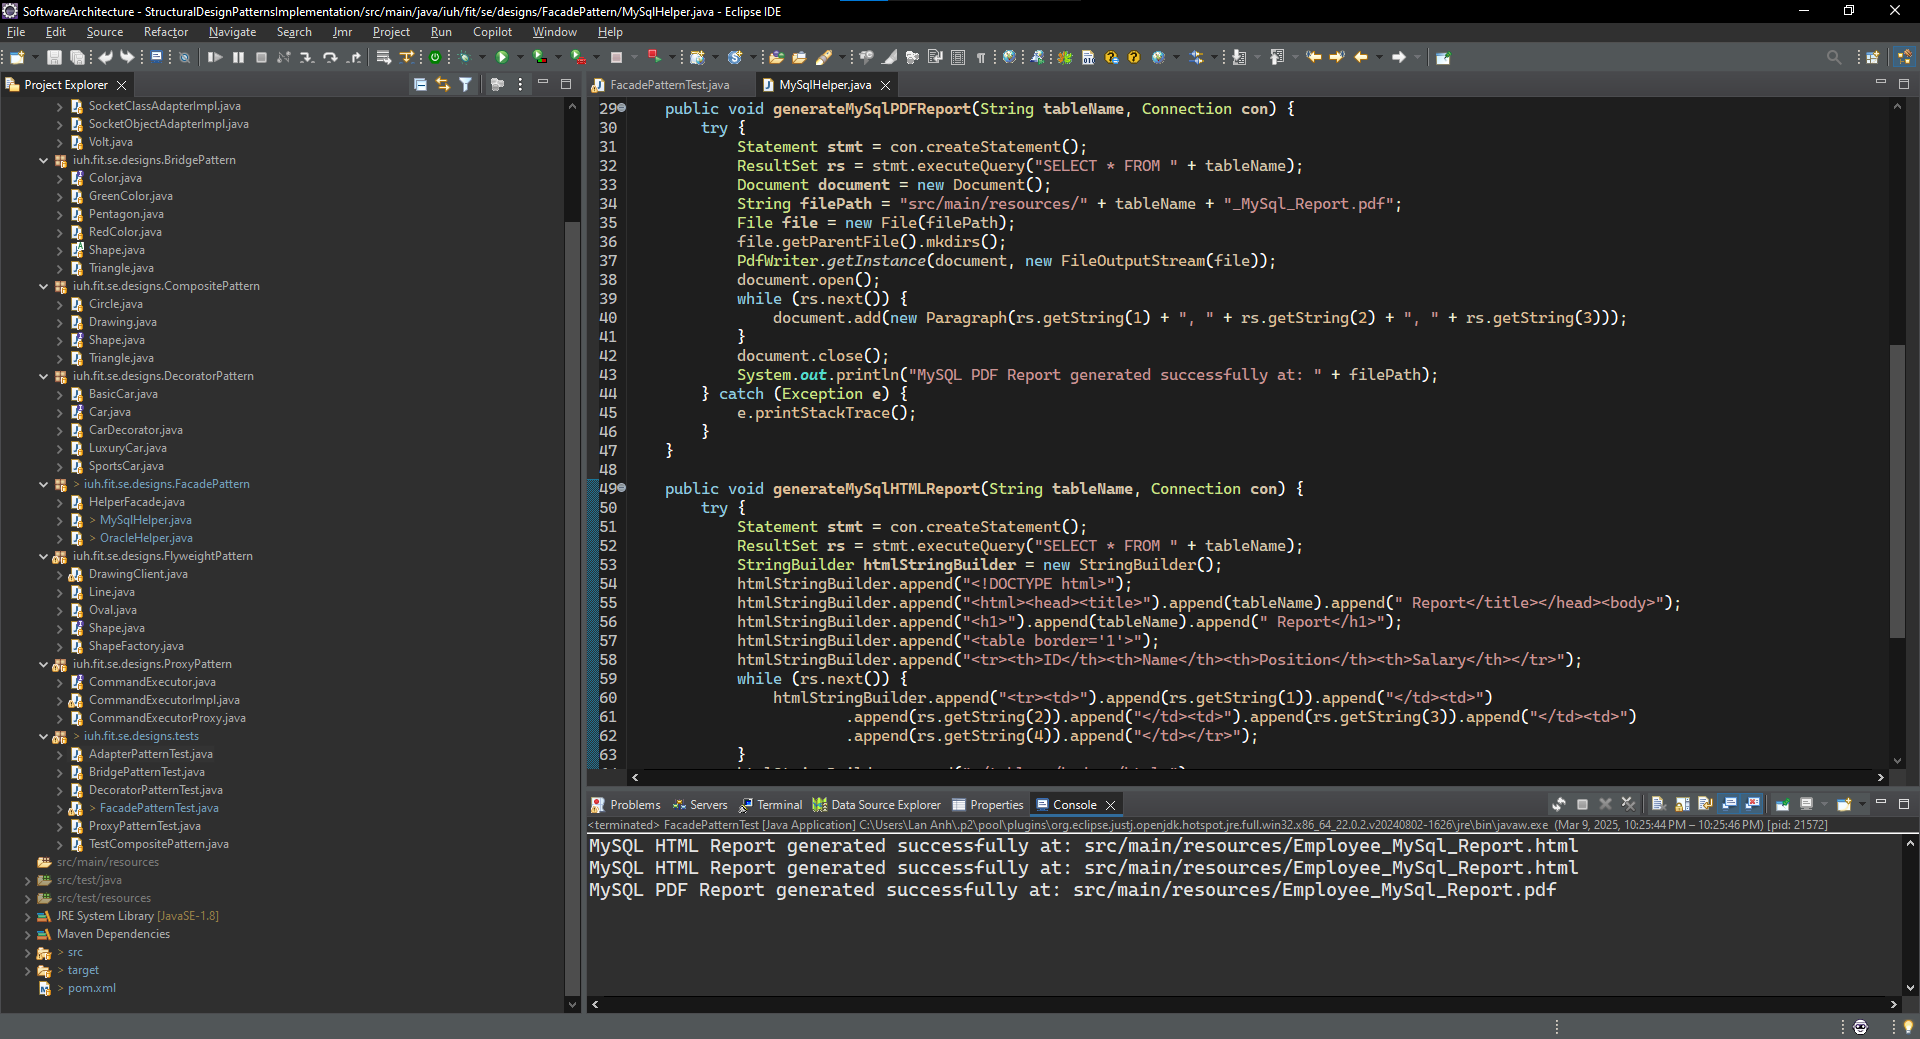 SoftwareArchitecture - StructuralDesignPatternsImplementation/src/main/java/iuh/fit/se/designs/FacadePattern/MySqlHelper.java - Eclipse IDE
File Edit Source Refactor Navigate Search Jmr Project Run Copilot Window Help
Project Explorer
SocketClassAdapterImpl.java
SocketObjectAdapterImpl.java
Volt.java
iuh.fit.se.designs.BridgePattern
Color.java
GreenColor.java
Pentagon.java
RedColor.java
Shape.java
Triangle.java
iuh.fit.se.designs.CompositePattern
Circle.java
Drawing.java
Shape.java
Triangle.java
iuh.fit.se.designs.DecoratorPattern
BasicCar.java
Car.java
CarDecorator.java
LuxuryCar.java
SportsCar.java
> iuh.fit.se.designs.FacadePattern
HelperFacade.java
> MySqlHelper.java
> OracleHelper.java
iuh.fit.se.designs.FlyweightPattern
DrawingClient.java
Line.java
Oval.java
Shape.java
ShapeFactory.java
iuh.fit.se.designs.ProxyPattern
CommandExecutor.java
CommandExecutorImpl.java
CommandExecutorProxy.java
> iuh.fit.se.designs.tests
AdapterPatternTest.java
BridgePatternTest.java
DecoratorPatternTest.java
> FacadePatternTest.java
ProxyPatternTest.java
TestCompositePattern.java
src/main/resources
src/test/java
src/test/resources
JRE System Library [JavaSE-1.8]
Maven Dependencies
> src
> target
> pom.xml
FacadePatternTest.java MySqlHelper.java
29 public void generateMySqlPDFReport(String tableName, Connection con) {
30 try {
31 Statement stmt = con.createStatement();
32 ResultSet rs = stmt.executeQuery("SELECT * FROM " + tableName);
33 Document document = new Document();
34 String filePath = "src/main/resources/" + tableName + "_MySql_Report.pdf";
35 File file = new File(filePath);
36 file.getParentFile().mkdirs();
37 PdfWriter.getInstance(document, new FileOutputStream(file));
38 document.open();
39 while (rs.next()) {
40 document.add(new Paragraph(rs.getString(1) + ", " + rs.getString(2) + ", " + rs.getString(3)));
41 }
42 document.close();
43 System.out.println("MySQL PDF Report generated successfully at: " + filePath);
44 } catch (Exception e) {
45 e.printStackTrace();
46 }
47 }
48
49 public void generateMySqlHTMLReport(String tableName, Connection con) {
50 try {
51 Statement stmt = con.createStatement();
52 ResultSet rs = stmt.executeQuery("SELECT * FROM " + tableName);
53 StringBuilder htmlStringBuilder = new StringBuilder();
54 htmlStringBuilder.append("<!DOCTYPE html>");
55 htmlStringBuilder.append("<html><head><title>").append(tableName).append(" Report</title></head><body>");
56 htmlStringBuilder.append("<h1>").append(tableName).append(" Report</h1>");
57 htmlStringBuilder.append("<table border='1'>");
58 htmlStringBuilder.append("<tr><th>ID</th><th>Name</th><th>Position</th><th>Salary</th></tr>");
59 while (rs.next()) {
60 htmlStringBuilder.append("<tr><td>").append(rs.getString(1)).append("</td><td>")
61 .append(rs.getString(2)).append("</td><td>").append(rs.getString(3)).append("</td><td>")
62 .append(rs.getString(4)).append("</td></tr>");
63 }
Problems Servers Terminal Data Source Explorer Properties Console
<terminated> FacadePatternTest [Java Application] C:\Users\Lan Anh\.p2\pool\plugins\org.eclipse.justj.openjdk.hotspot.jre.full.win32.x86_64_22.0.2.v20240802-1626\jre\bin\javaw.exe (Mar 9, 2025, 10:25:44 PM – 10:25:46 PM) [pid: 21572]
MySQL HTML Report generated successfully at: src/main/resources/Employee_MySql_Report.html
MySQL HTML Report generated successfully at: src/main/resources/Employee_MySql_Report.html
MySQL PDF Report generated successfully at: src/main/resources/Employee_MySql_Report.pdf